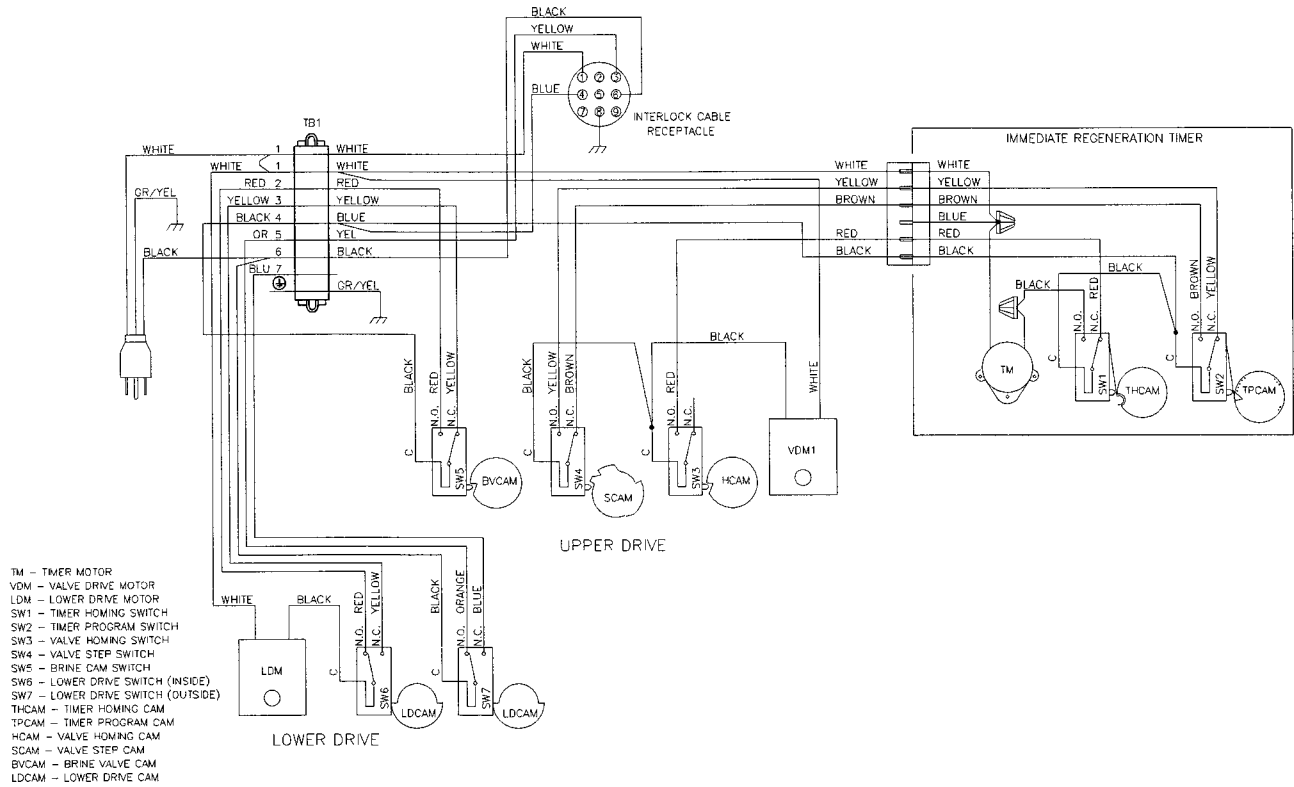 BLACK
YELLOW
WHITE
BLUE
1 2 3
4 5 6
7 8 9
INTERLOCK CABLE
RECEPTACLE
TB1
WHITE 1 WHITE
WHITE 1 WHITE
RED 2 RED
YELLOW 3 YELLOW
BLACK 4 BLUE
OR 5 YEL
BLACK 6 BLACK
BLU 7
GR/YEL
GR/YEL
IMMEDIATE REGENERATION TIMER
WHITE WHITE
YELLOW YELLOW
BROWN BROWN
BLUE
RED RED
BLACK BLACK
BLACK
BLACK
N.O.
N.C. RED
BROWN
YELLOW
N.O.
N.C.
C
C
TM
SW1
THCAM
SW2
TPCAM
BLACK
RED
YELLOW
N.O.
N.C.
C
SW5
BVCAM
BLACK
YELLOW
BROWN
N.O.
N.C.
C
SW4
SCAM
BLACK
RED
N.O.
N.C.
C
SW3
HCAM
WHITE
VDM1
UPPER DRIVE
WHITE
BLACK
RED
YELLOW
N.O.
N.C.
C
LDM
SW6
LDCAM
BLACK
ORANGE
BLUE
N.O.
N.C.
C
SW7
LDCAM
LOWER DRIVE
TM – TIMER MOTOR
VDM – VALVE DRIVE MOTOR
LDM – LOWER DRIVE MOTOR
SW1 – TIMER HOMING SWITCH
SW2 – TIMER PROGRAM SWITCH
SW3 – VALVE HOMING SWITCH
SW4 – VALVE STEP SWITCH
SW5 – BRINE CAM SWITCH
SW6 – LOWER DRIVE SWITCH (INSIDE)
SW7 – LOWER DRIVE SWITCH (OUTSIDE)
THCAM – TIMER HOMING CAM
TPCAM – TIMER PROGRAM CAM
HCAM – VALVE HOMING CAM
SCAM – VALVE STEP CAM
BVCAM – BRINE VALVE CAM
LDCAM – LOWER DRIVE CAM